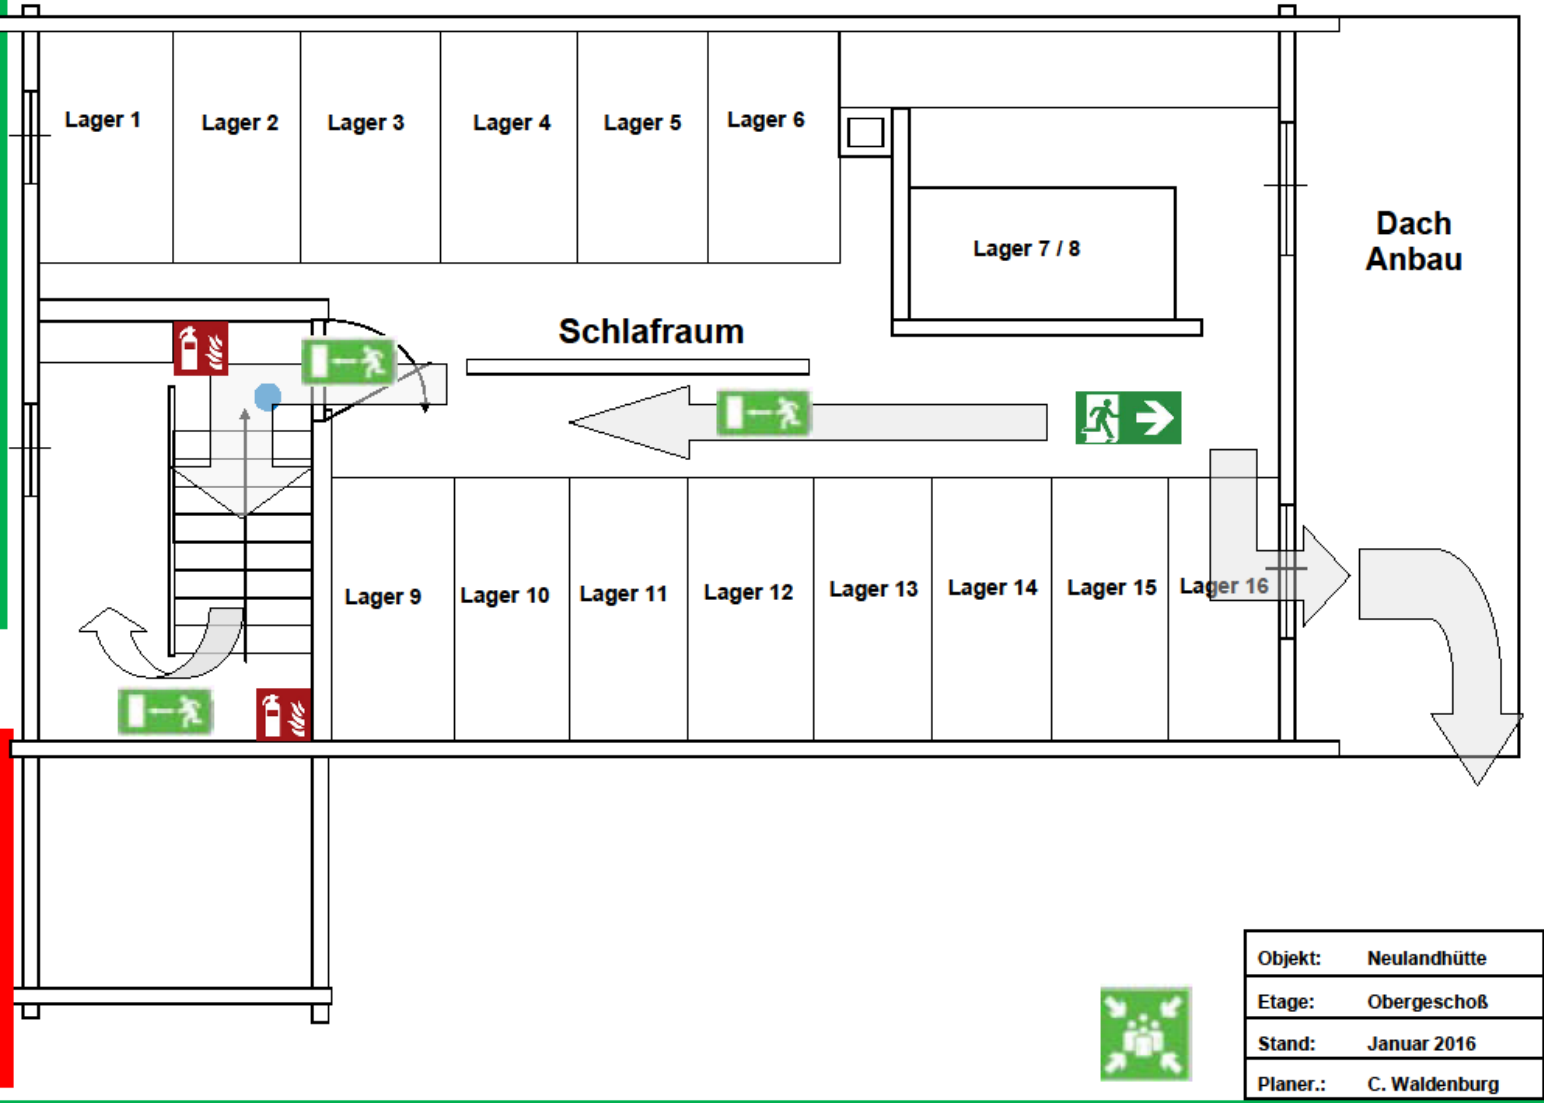 Lager 1
Lager 2
Lager 3
Lager 4
Lager 5
Lager 6
Lager 7 / 8
Dach
Anbau
Schlafraum
Lager 9
Lager 10
Lager 11
Lager 12
Lager 13
Lager 14
Lager 15
Lager 16
Objekt: Neulandhütte
Etage: Obergeschoß
Stand: Januar 2016
Planer.: C. Waldenburg